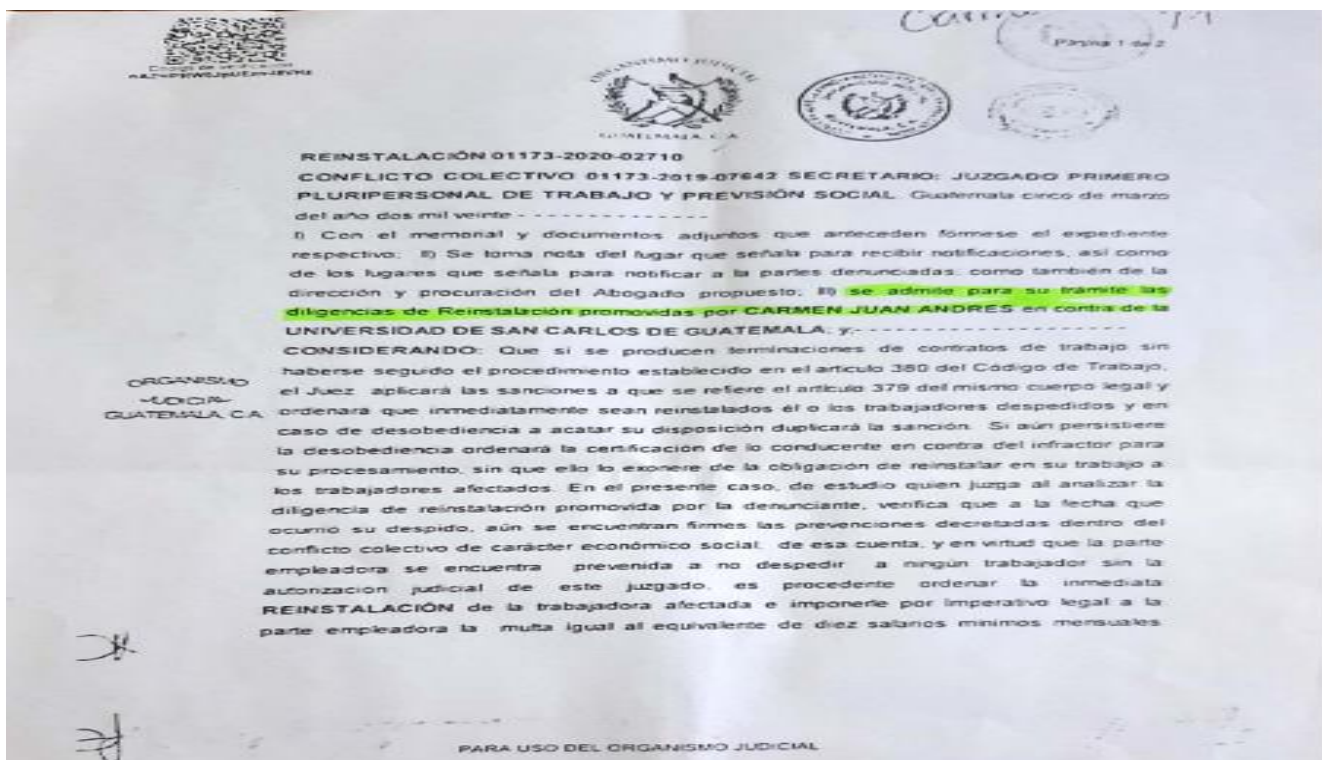 Página 1 de 2
Código de verificación
ORGANISMO JUDICIAL
GUATEMALA, C.A.
REINSTALACIÓN 01173-2020-02710
CONFLICTO COLECTIVO 01173-2019-07642 SECRETARIO: JUZGADO PRIMERO
PLURIPERSONAL DE TRABAJO Y PREVISIÓN SOCIAL. Guatemala cinco de marzo
del año dos mil veinte - - - - - - - - - - - - - - -
I) Con el memorial y documentos adjuntos que anteceden fórmese el expediente
respectivo; II) Se toma nota del lugar que señala para recibir notificaciones, así como
de los lugares que señala para notificar a la partes denunciadas, como también de la
dirección y procuración del Abogado propuesto; III) se admite para su trámite las
diligencias de Reinstalación promovidas por CARMEN JUAN ANDRES en contra de la
UNIVERSIDAD DE SAN CARLOS DE GUATEMALA, y.- - - - - - - - - - - - - - - - - - - - -
CONSIDERANDO: Que si se producen terminaciones de contratos de trabajo sin
haberse seguido el procedimiento establecido en el artículo 380 del Código de Trabajo,
el Juez aplicará las sanciones a que se refiere el artículo 379 del mismo cuerpo legal y
ordenará que inmediatamente sean reinstalados él o los trabajadores despedidos y en
caso de desobediencia a acatar su disposición duplicará la sanción. Si aún persistiere
la desobediencia ordenará la certificación de lo conducente en contra del infractor para
su procesamiento, sin que ello lo exonere de la obligación de reinstalar en su trabajo a
los trabajadores afectados. En el presente caso, de estudio quien juzga al analizar la
diligencia de reinstalación promovida por la denunciante, verifica que a la fecha que
ocurrió su despido, aún se encuentran firmes las prevenciones decretadas dentro del
conflicto colectivo de carácter económico social, de esa cuenta, y en virtud que la parte
empleadora se encuentra prevenida a no despedir a ningún trabajador sin la
autorización judicial de este juzgado, es procedente ordenar la inmediata
REINSTALACIÓN de la trabajadora afectada e imponerle por imperativo legal a la
parte empleadora la multa igual al equivalente de diez salarios mínimos mensuales
ORGANISMO
JUDICIAL
GUATEMALA, C.A.
PARA USO DEL ORGANISMO JUDICIAL